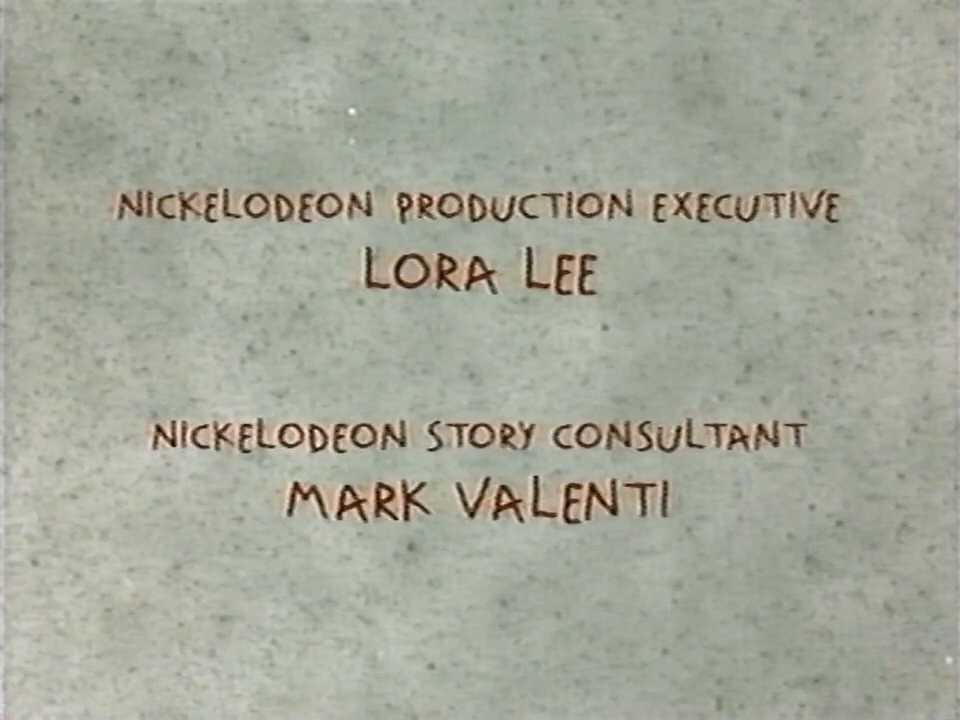 NICKELODEON PRODUCTION EXECUTIVE
LORA LEE
NICKELODEON STORY CONSULTANT
MARK VALENTI